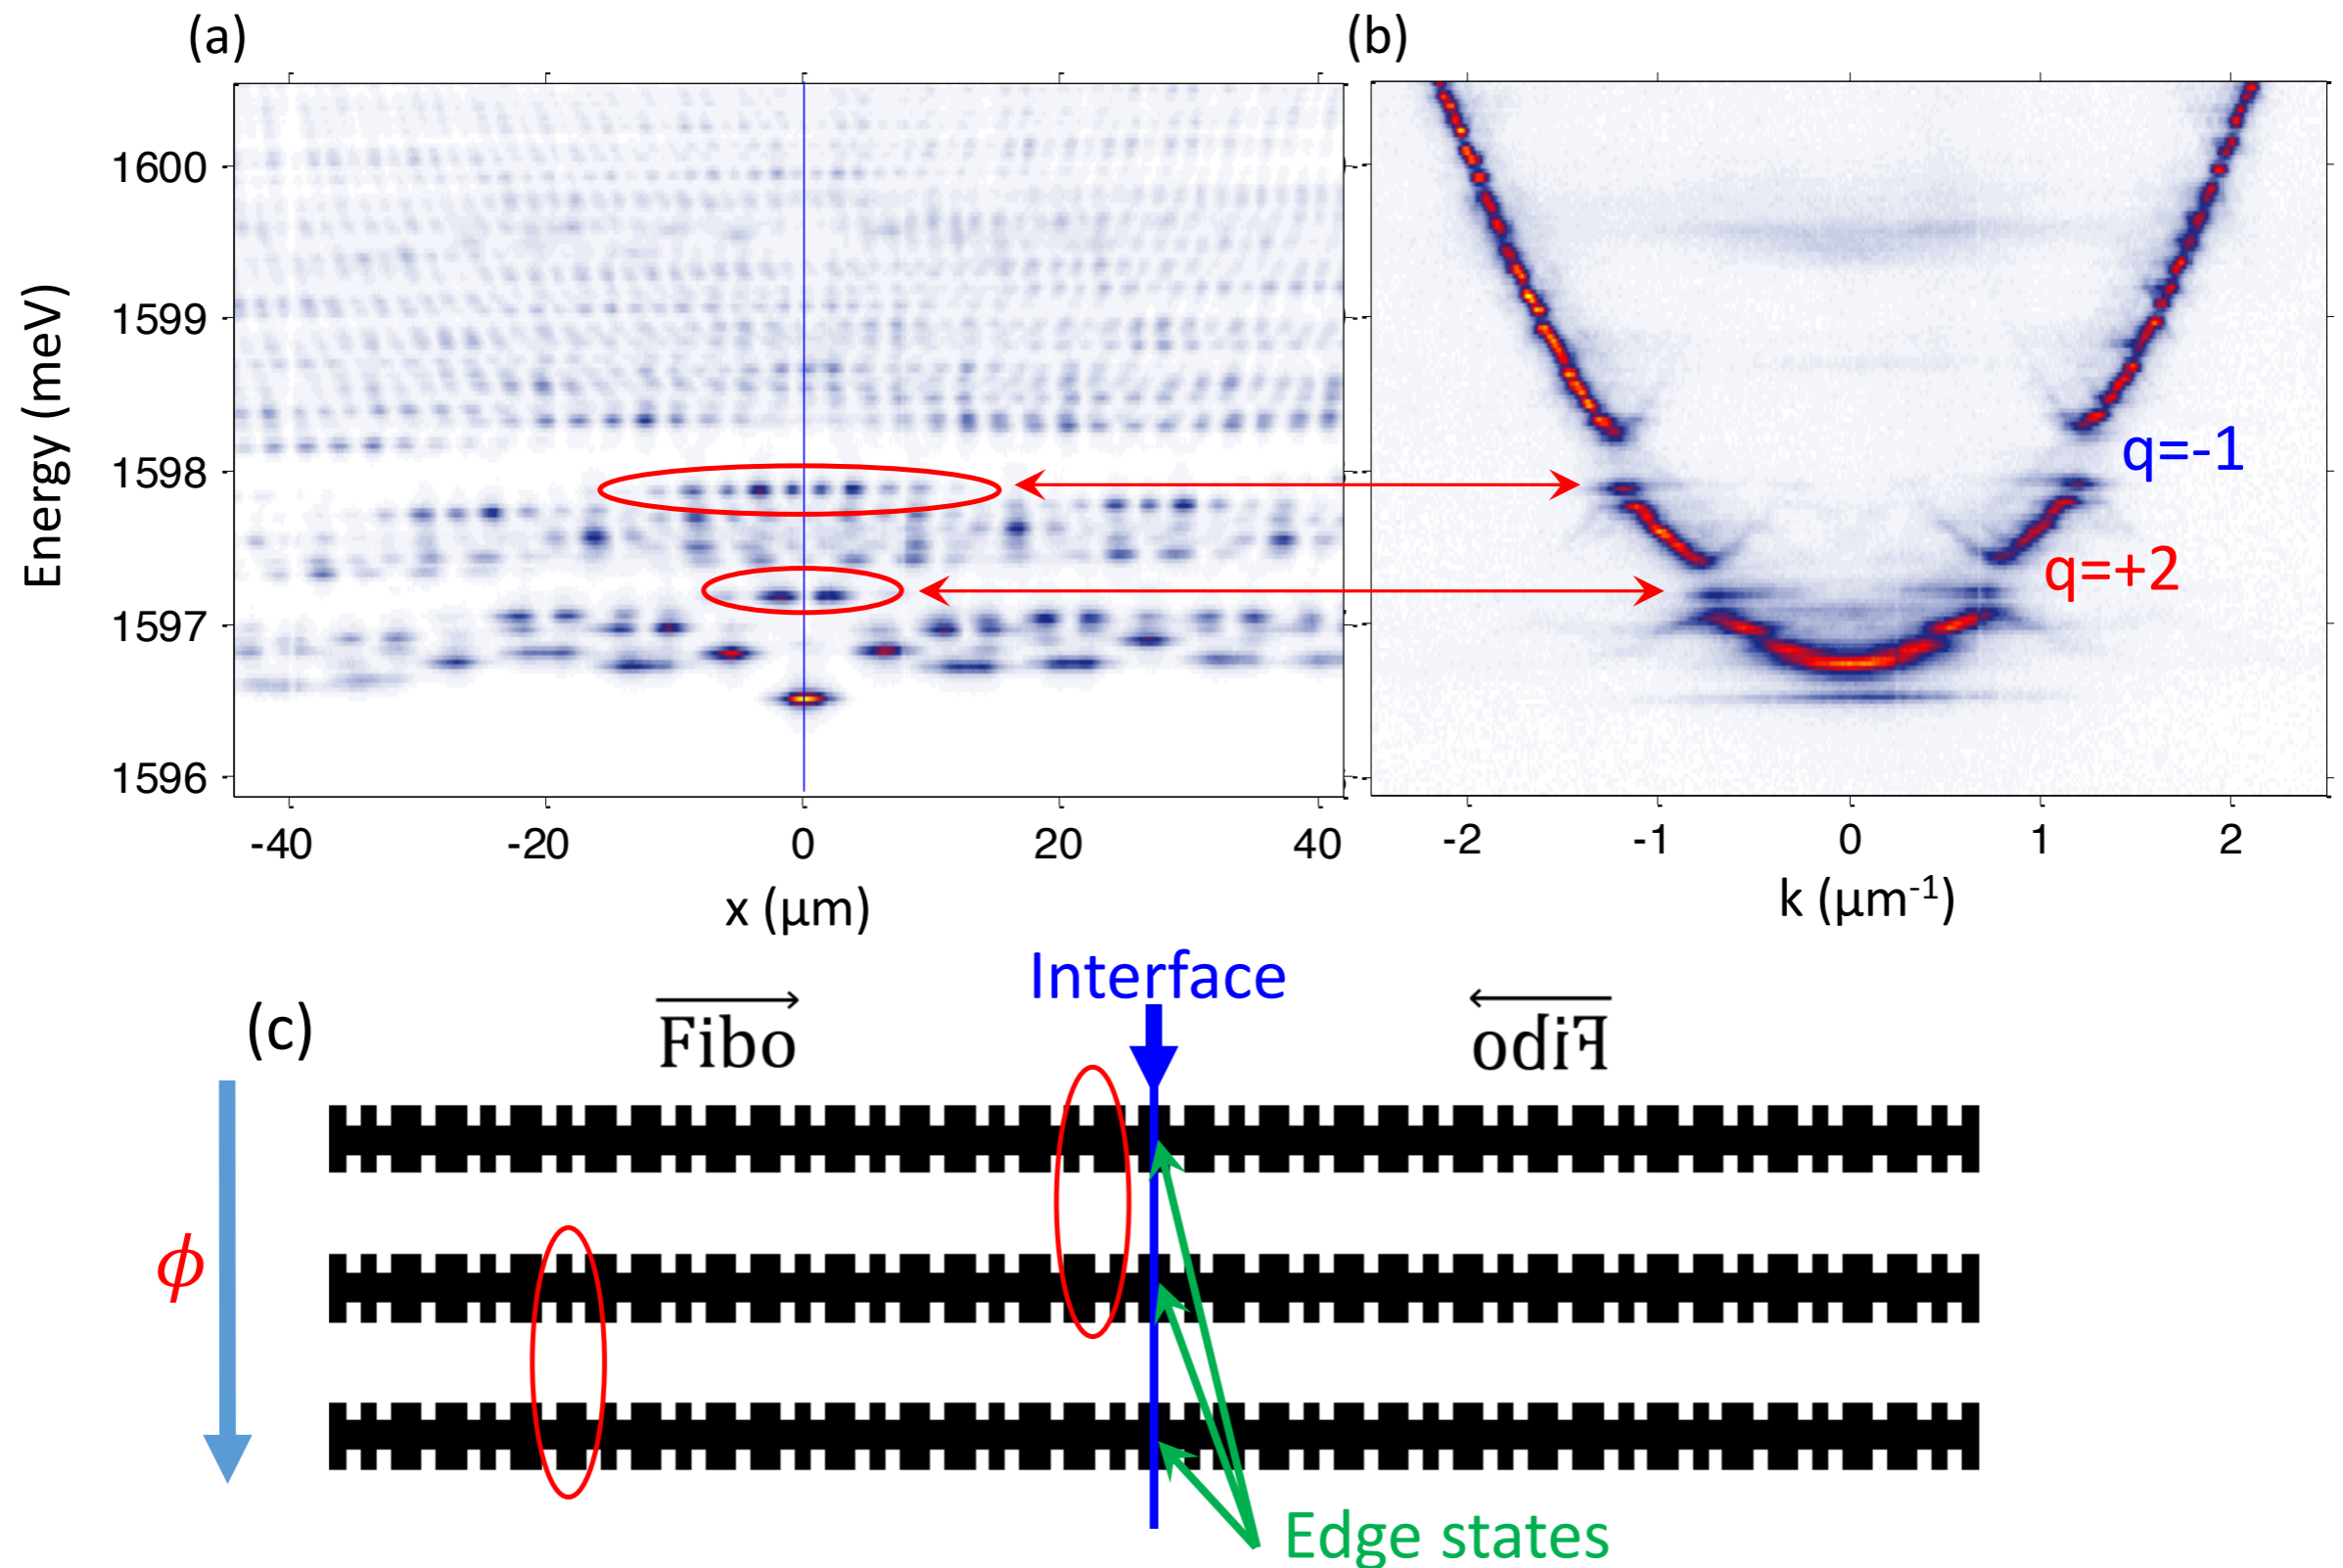 (a)
(b)
Energy (meV)
1600
1599
1598
1597
1596
-40
-20
0
20
40
x (μm)
q=-1
q=+2
-2
-1
0
1
2
k (μm-1)
(c)
Fibo
Interface
Fibo
ϕ
Edge states